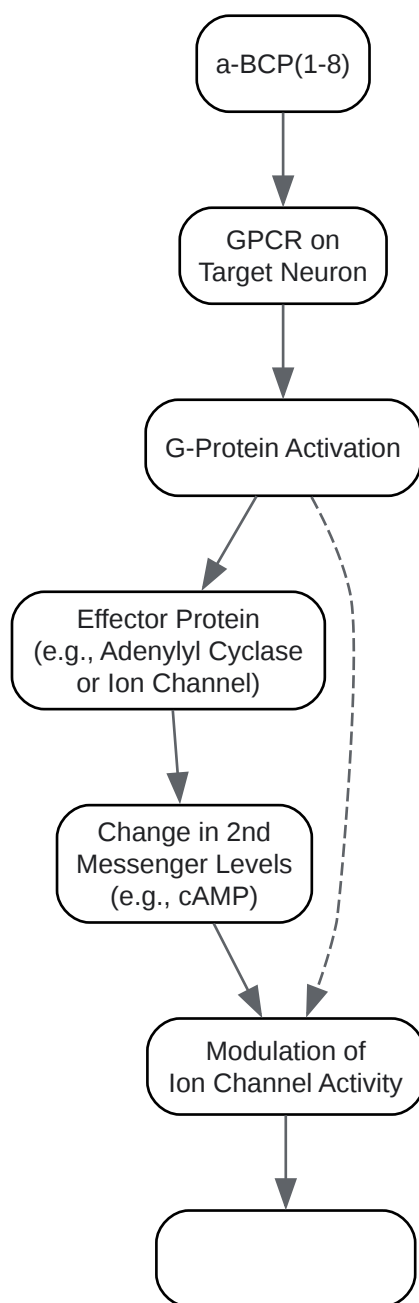 a-BCP(1-8)
GPCR on
Target Neuron
G-Protein Activation
Effector Protein
(e.g., Adenylyl Cyclase
or Ion Channel)
Change in 2nd
Messenger Levels
(e.g., cAMP)
Modulation of
Ion Channel Activity